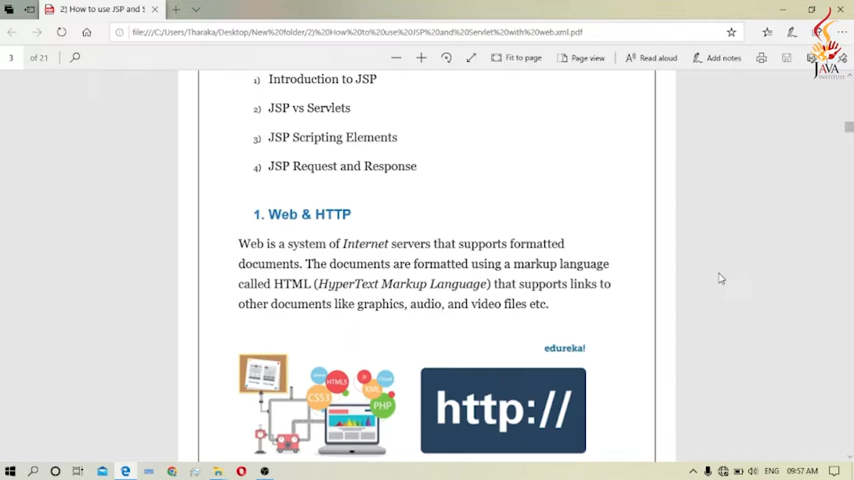 JSP and S
file:///C:/Users/Tharaka/Desktop/New%20folder/2)%20How%20to%20use%20JSP%20and%20Servlet%20with%20web.xml.pdf
3 of 21
Fit to page
Page view
Read aloud
Add notes
JAVA
INSTITUTE
1) Introduction to JSP
2) JSP vs Servlets
3) JSP Scripting Elements
4) JSP Request and Response
1. Web & HTTP
Web is a system of Internet servers that supports formatted
documents. The documents are formatted using a markup language
called HTML (HyperText Markup Language) that supports links to
other documents like graphics, audio, and video files etc.
edureka!
HTML5
CSS3
XML
PHP
http://
ENG
09:57 AM